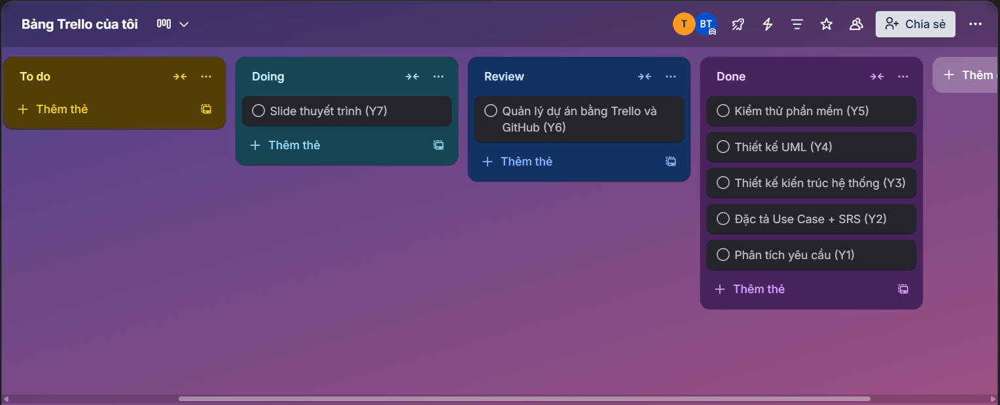 Bảng Trello của tôi
T
BT
Chia sẻ
To do
Thêm thẻ
Doing
Slide thuyết trình (Y7)
Thêm thẻ
Review
Quản lý dự án bằng Trello và
GitHub (Y6)
Thêm thẻ
Done
Kiểm thử phần mềm (Y5)
Thiết kế UML (Y4)
Thiết kế kiến trúc hệ thống (Y3)
Đặc tả Use Case + SRS (Y2)
Phân tích yêu cầu (Y1)
Thêm thẻ
Thêm